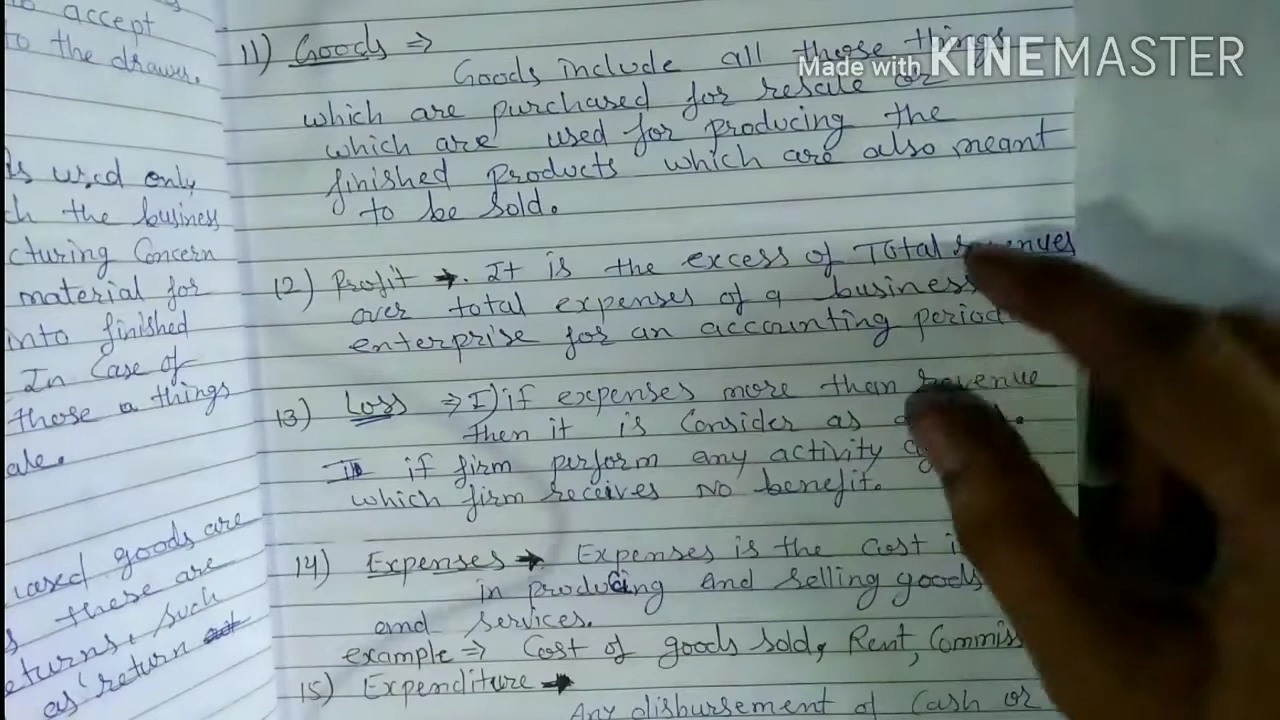 to accept
to the drawer.
is used only
the business
cturing Concern
material for
into finished
In Case of
those a things
ale.
cased goods are
these are
eturns. such
as 'return
Made with KINEMASTER
11) Goods ⇒
Goods include all those things
which are purchased for resale or
which are used for producing the
finished products which are also meant
to be sold.
12) Profit →. It is the excess of Total revenues
over total expenses of a business
enterprise for an accounting period
13) Loss ⇒ I) if expenses more than revenue
then it is Consider as a
II if firm perform any activity
which firm receives NO benefit.
14) Expenses → Expenses is the cost
in producing and selling goods
and services.
example ⇒ Cost of goods sold, Rent, Commiss
15) Expenditure →
Any disbursement of Cash or